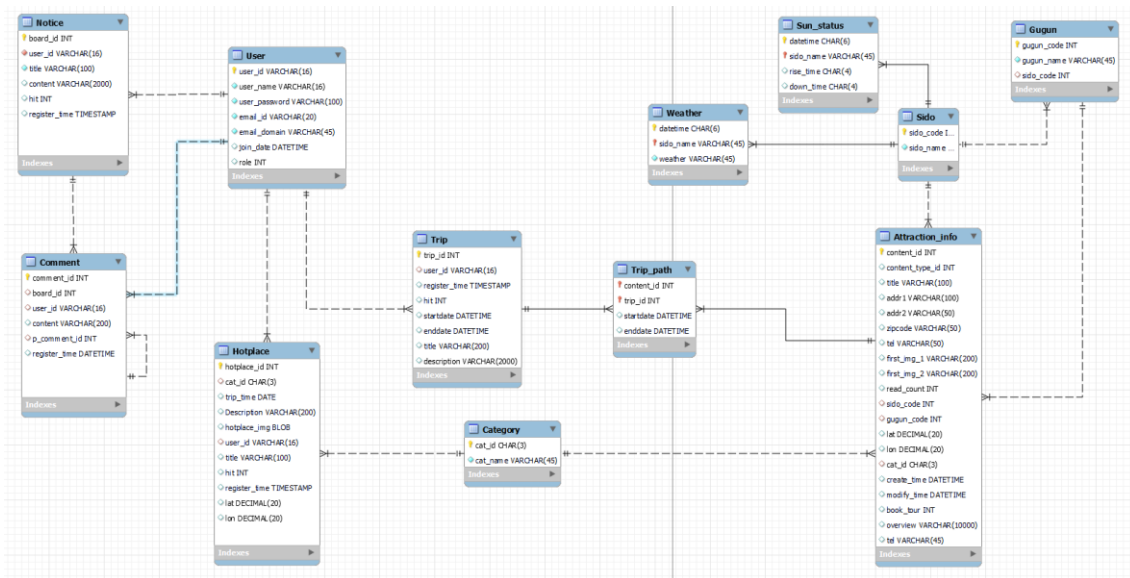 Notice
board_id INT
user_id VARCHAR(16)
title VARCHAR(100)
content VARCHAR(2000)
hit INT
register_time TIMESTAMP
Indexes
User
user_id VARCHAR(16)
user_name VARCHAR(16)
user_password VARCHAR(100)
email_id VARCHAR(20)
email_domain VARCHAR(45)
join_date DATETIME
role INT
Indexes
Sun_status
datetime CHAR(6)
sido_name VARCHAR(45)
rise_time CHAR(4)
down_time CHAR(4)
Indexes
Gugun
gugun_code INT
gugun_name VARCHAR(45)
sido_code INT
Indexes
Weather
datetime CHAR(6)
sido_name VARCHAR(45)
weather VARCHAR(45)
Indexes
Sido
sido_code I...
sido_name ...
Indexes
Comment
comment_id INT
board_id INT
user_id VARCHAR(16)
content VARCHAR(200)
p_comment_id INT
register_time DATETIME
Indexes
Trip
trip_id INT
user_id VARCHAR(16)
register_time TIMESTAMP
hit INT
startdate DATETIME
enddate DATETIME
title VARCHAR(200)
description VARCHAR(2000)
Indexes
Trip_path
content_id INT
trip_id INT
startdate DATETIME
enddate DATETIME
Indexes
Attraction_info
content_id INT
content_type_id INT
title VARCHAR(100)
addr1 VARCHAR(100)
addr2 VARCHAR(50)
zipcode VARCHAR(50)
tel VARCHAR(50)
first_img_1 VARCHAR(200)
first_img_2 VARCHAR(200)
read_count INT
sido_code INT
gugun_code INT
lat DECIMAL(20)
lon DECIMAL(20)
cat_id CHAR(3)
create_time DATETIME
modify_time DATETIME
book_tour INT
overview VARCHAR(10000)
tel VARCHAR(45)
Indexes
Hotplace
hotplace_id INT
cat_id CHAR(3)
trip_time DATE
Description VARCHAR(200)
hotplace_img BLOB
user_id VARCHAR(16)
title VARCHAR(100)
hit INT
register_time TIMESTAMP
lat DECIMAL(20)
lon DECIMAL(20)
Indexes
Category
cat_id CHAR(3)
cat_name VARCHAR(45)
Indexes